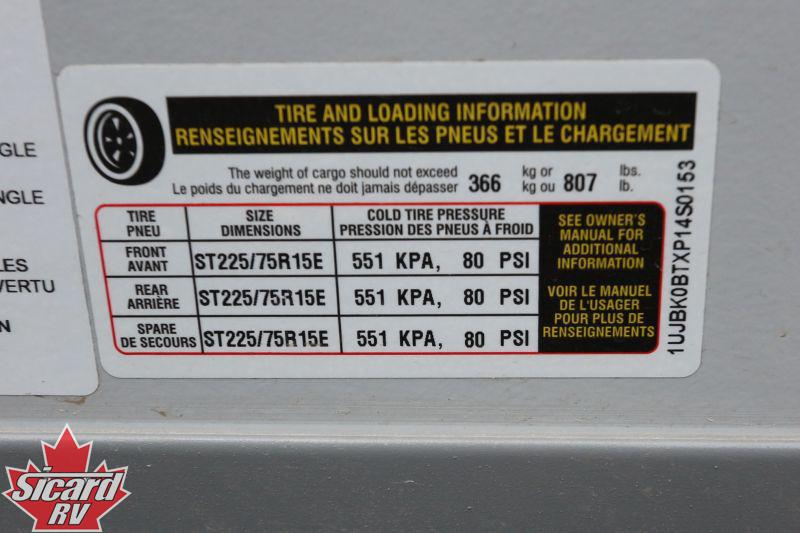 GLE
NGLE
LES
VERTU
N
TIRE AND LOADING INFORMATION
RENSEIGNEMENTS SUR LES PNEUS ET LE CHARGEMENT
The weight of cargo should not exceed 366 kg or 807 lbs.
Le poids du chargement ne doit jamais dépasser kg ou lb.
TIRE SIZE COLD TIRE PRESSURE
PNEU DIMENSIONS PRESSION DES PNEUS À FROID
FRONT AVANT ST225/75R15E 551 KPA, 80 PSI
REAR ARRIÈRE ST225/75R15E 551 KPA, 80 PSI
SPARE DE SECOURS ST225/75R15E 551 KPA, 80 PSI
SEE OWNER'S
MANUAL FOR
ADDITIONAL
INFORMATION
VOIR LE MANUEL
DE L'USAGER
POUR PLUS DE
RENSEIGNEMENTS
1UJBK0BTXP14S0153
Sicard
RV